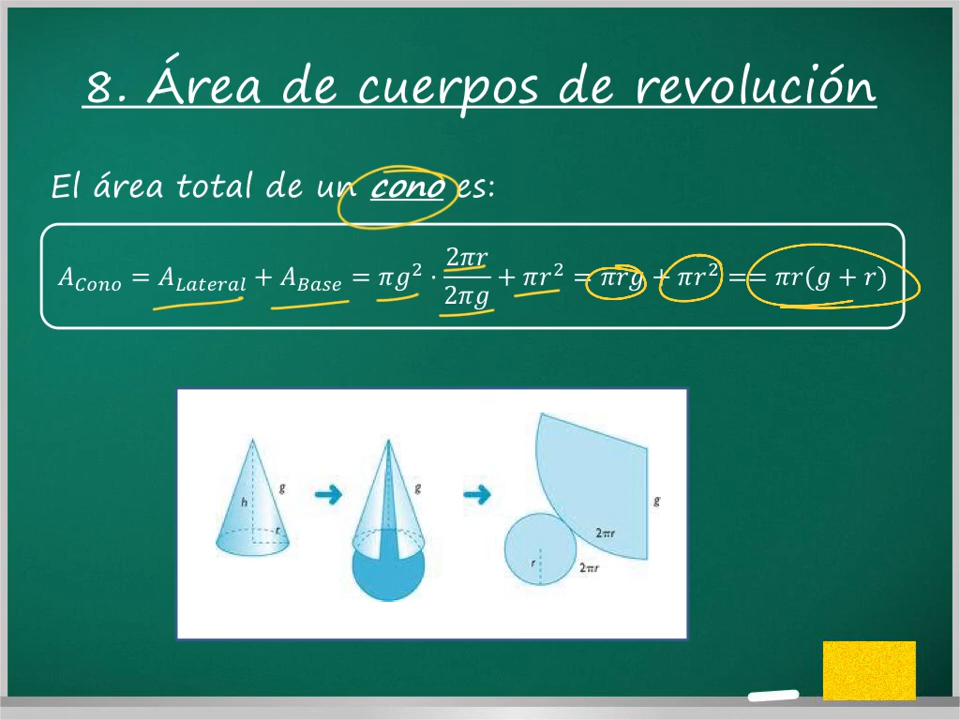 8. Área de cuerpos de revolución
El área total de un cono es:
A_Cono = A_Lateral + A_Base = πg² · 2πr/2πg + πr² = πrg + πr² == πr(g + r)
h g r
g
g
2πr
r 2πr